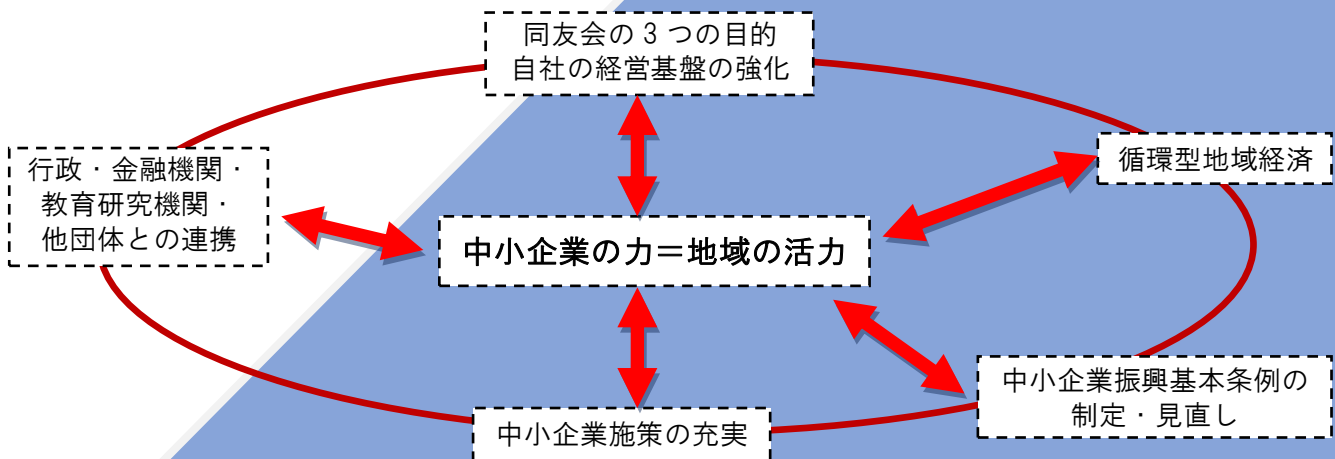 同友会の3つの目的
自社の経営基盤の強化
行政・金融機関・
教育研究機関・
他団体との連携
循環型地域経済
中小企業の力＝地域の活力
中小企業振興基本条例の
制定・見直し
中小企業施策の充実